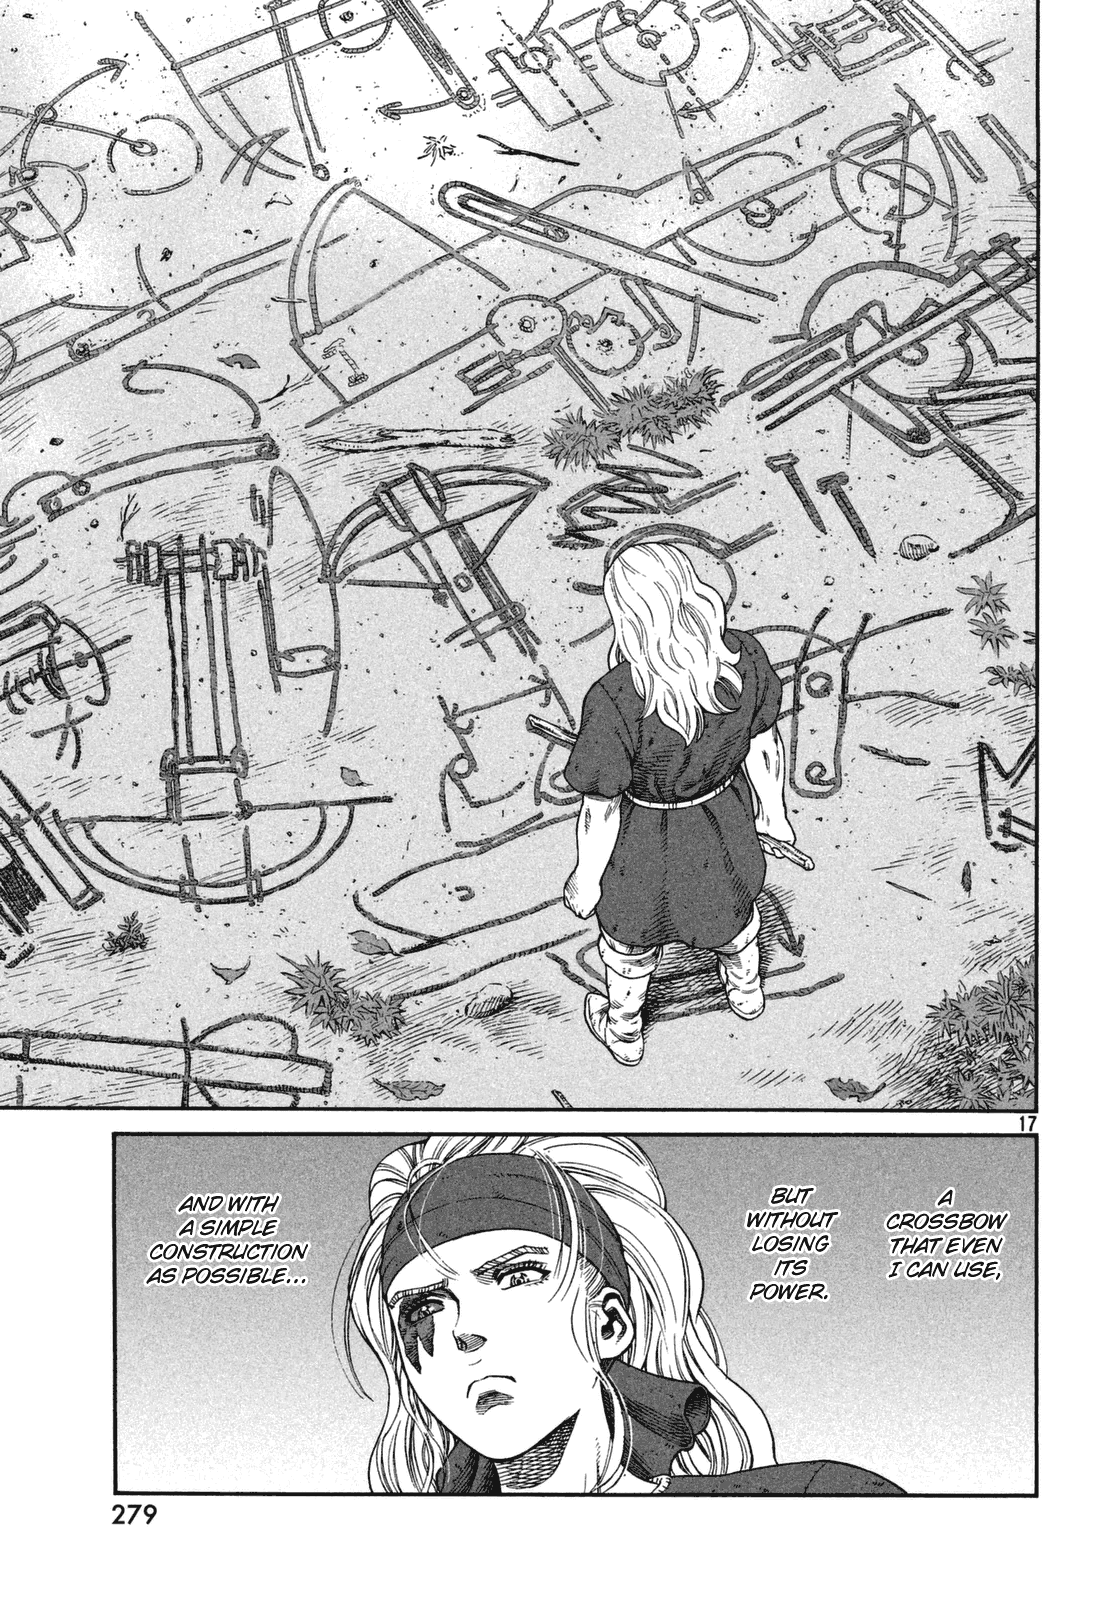 17
A
CROSSBOW
THAT EVEN
I CAN USE,
BUT
WITHOUT
LOSING
ITS
POWER.
AND WITH
A SIMPLE
CONSTRUCTION
AS POSSIBLE...
279